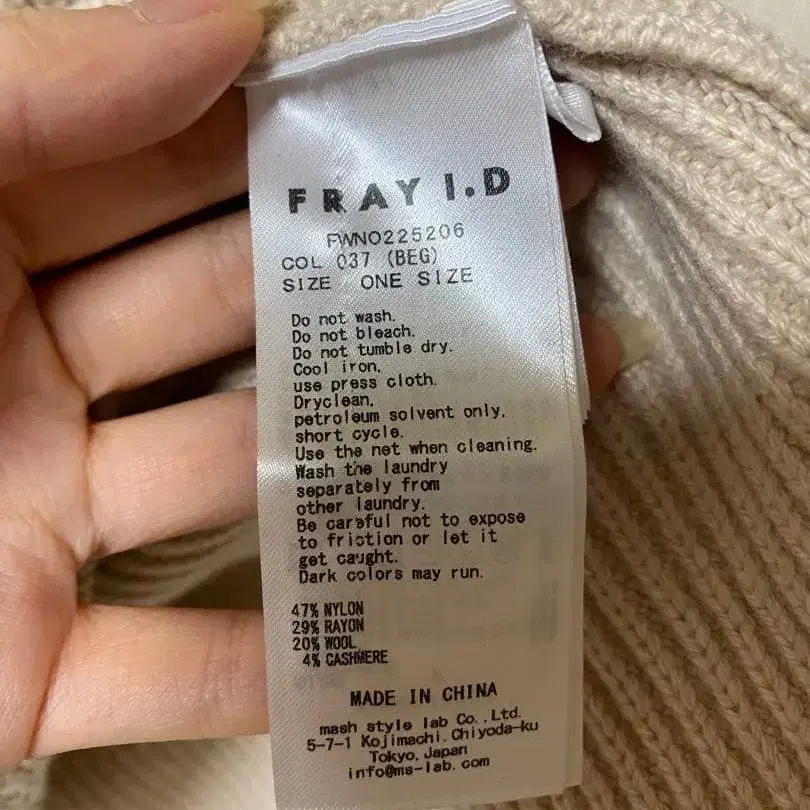 FRAY I.D
FWNO225206
COL 037 (BEG)
SIZE ONE SIZE
Do not wash.
Do not bleach.
Do not tumble dry.
Cool iron.
use press cloth.
Dryclean.
petroleum solvent only.
short cycle.
Use the net when cleaning.
Wash the laundry
separately from
other laundry.
Be careful not to expose
to friction or let it
get caught.
Dark colors may run.
47% NYLON
29% RAYON
20% WOOL
4% CASHMERE
MADE IN CHINA
mash style lab Co.,Ltd.
5-7-1 Kojimachi. Chiyoda-ku
Tokyo, Japan
info@ms-lab.com